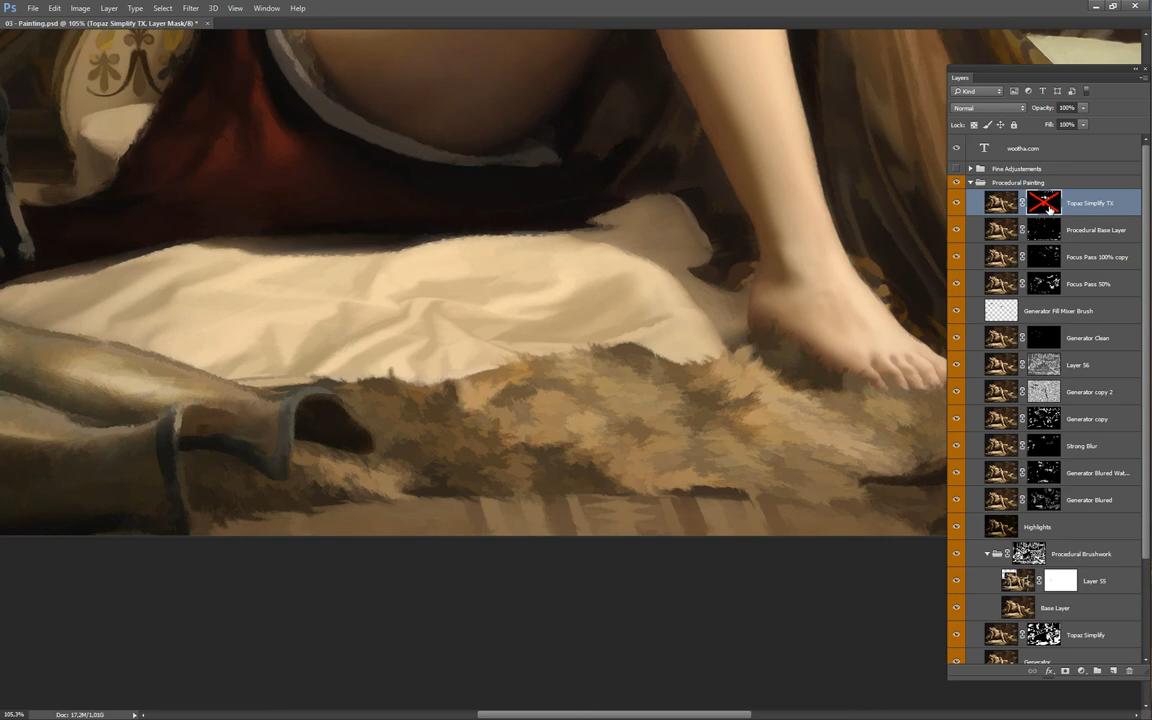 Ps File Edit Image Layer Type Select Filter 3D View Window Help
03 - Painting.psd @ 105% (Topaz Simplify TX, Layer Mask/8) *
Layers
Kind
Normal Opacity: 100%
Lock: Fill: 100%
T wootha.com
Fine Adjustements
Procedural Painting
Topaz Simplify TX
Procedural Base Layer
Focus Pass 100% copy
Focus Pass 50%
Generator Fill Mixer Brush
Generator Clean
Layer 56
Generator copy 2
Generator copy
Strong Blur
Generator Blured Wat...
Generator Blured
Highlights
Procedural Brushwork
Layer 55
Base Layer
Topaz Simplify
Generator
fx
105,3% Doc: 17,2M/1,01G